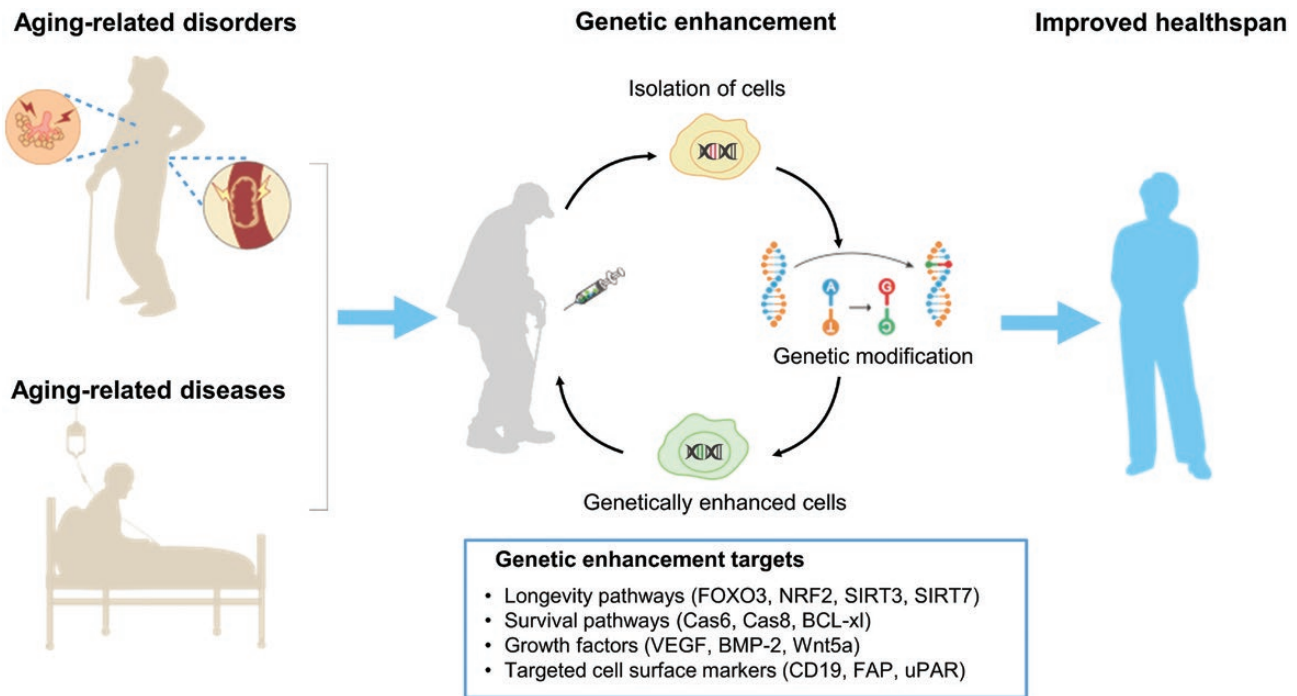 Aging-related disorders
Genetic enhancement
Improved healthspan
Isolation of cells
A
G
T
C
Genetic modification
Aging-related diseases
Genetically enhanced cells
Genetic enhancement targets
• Longevity pathways (FOXO3, NRF2, SIRT3, SIRT7)
• Survival pathways (Cas6, Cas8, BCL-xl)
• Growth factors (VEGF, BMP-2, Wnt5a)
• Targeted cell surface markers (CD19, FAP, uPAR)